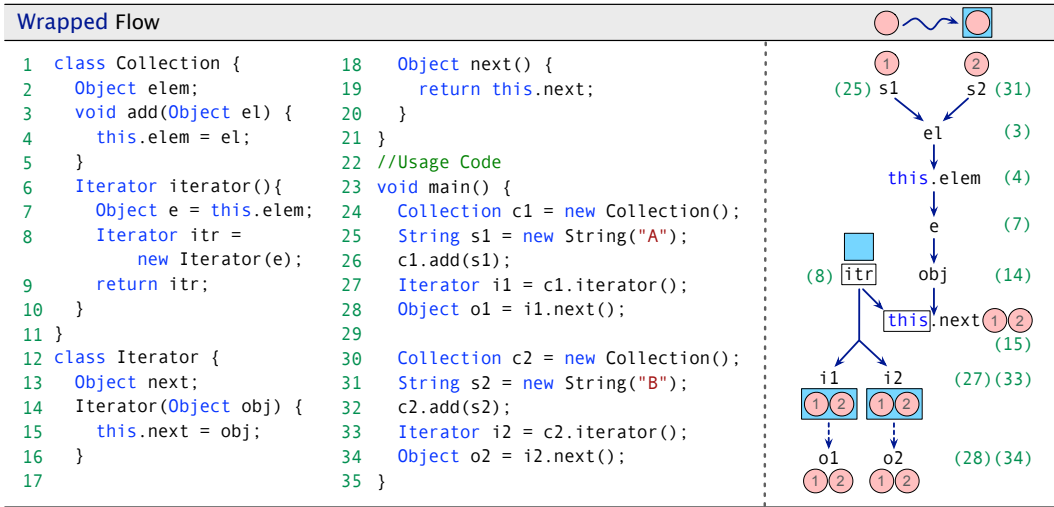 Wrapped Flow
1 class Collection {
2 Object elem;
3 void add(Object el) {
4 this.elem = el;
5 }
6 Iterator iterator(){
7 Object e = this.elem;
8 Iterator itr =
new Iterator(e);
9 return itr;
10 }
11 }
12 class Iterator {
13 Object next;
14 Iterator(Object obj) {
15 this.next = obj;
16 }
17
18 Object next() {
19 return this.next;
20 }
21 }
22 //Usage Code
23 void main() {
24 Collection c1 = new Collection();
25 String s1 = new String("A");
26 c1.add(s1);
27 Iterator i1 = c1.iterator();
28 Object o1 = i1.next();
29
30 Collection c2 = new Collection();
31 String s2 = new String("B");
32 c2.add(s2);
33 Iterator i2 = c2.iterator();
34 Object o2 = i2.next();
35 }
1 2
(25) s1 s2 (31)
el (3)
this.elem (4)
e (7)
(8) itr obj (14)
this.next 1 2
(15)
i1 i2 (27)(33)
1 2 1 2
o1 o2 (28)(34)
1 2 1 2